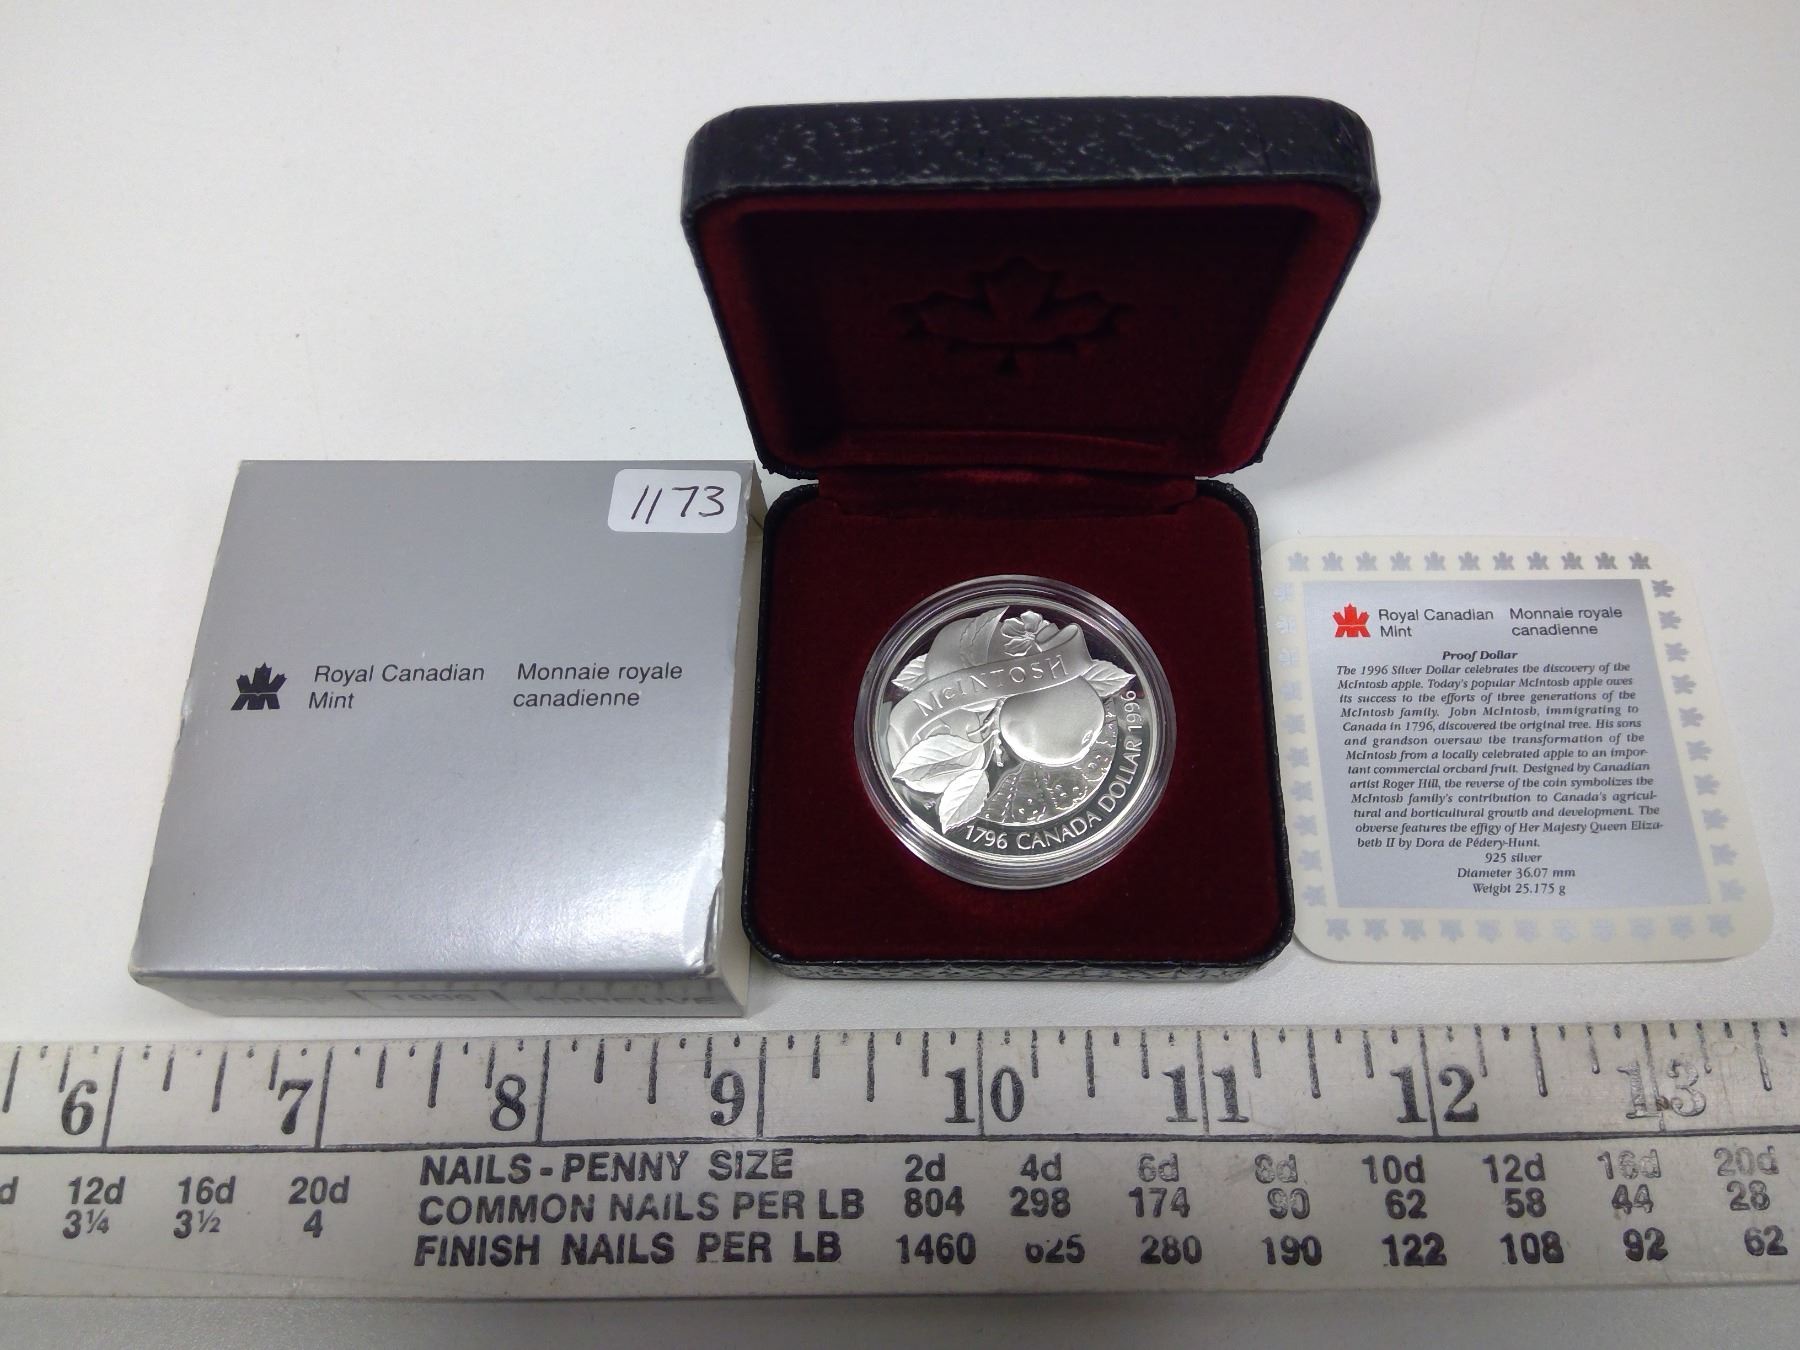 1173
Royal Canadian Mint
Monnaie royale canadienne
1996
McINTOSH
1796 CANADA DOLLAR 1996
Royal Canadian Mint
Monnaie royale canadienne
Proof Dollar
The 1996 Silver Dollar celebrates the discovery of the
McIntosh apple. Today's popular McIntosh apple owes
its success to the efforts of three generations of the
McIntosh family. John McIntosh, immigrating to
Canada in 1796, discovered the original tree. His sons
and grandson oversaw the transformation of the
McIntosh from a locally celebrated apple to an impor-
tant commercial orchard fruit. Designed by Canadian
artist Roger Hill, the reverse of the coin symbolizes the
McIntosh family's contribution to Canada's agricul-
tural and horticultural growth and development. The
obverse features the effigy of Her Majesty Queen Eliza-
beth II by Dora de Pédery-Hunt.
925 silver
Diameter 36.07 mm
Weight 25.175 g
6 7 8 9 10 11 12 13
d 12d 16d 20d
3¼ 3½ 4
NAILS - PENNY SIZE 2d 4d 6d 8d 10d 12d 16d 20d
COMMON NAILS PER LB 804 298 174 90 62 58 44 28
FINISH NAILS PER LB 1460 625 280 190 122 108 92 62